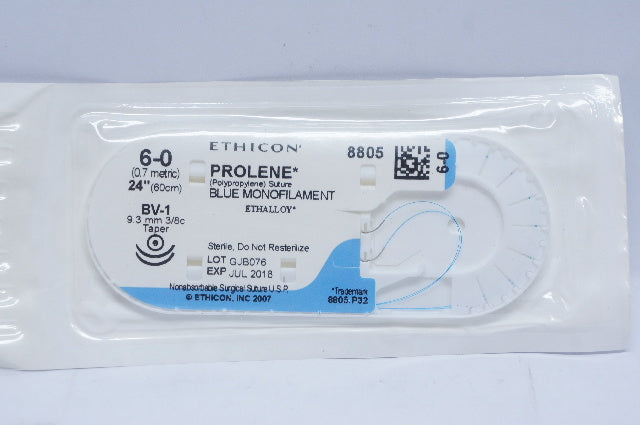 ETHICON*
6-0
(0.7 metric)
24" (60cm)
PROLENE*
(Polypropylene) Suture
BLUE MONOFILAMENT
ETHALLOY*
8805
6-0
BV-1
9.3 mm 3/8c
Taper
Sterile, Do Not Resterilize
LOT GJB076
EXP JUL 2018
Nonabsorbable Surgical Suture U.S.P.
© ETHICON, INC 2007
*Trademark
8805.P32